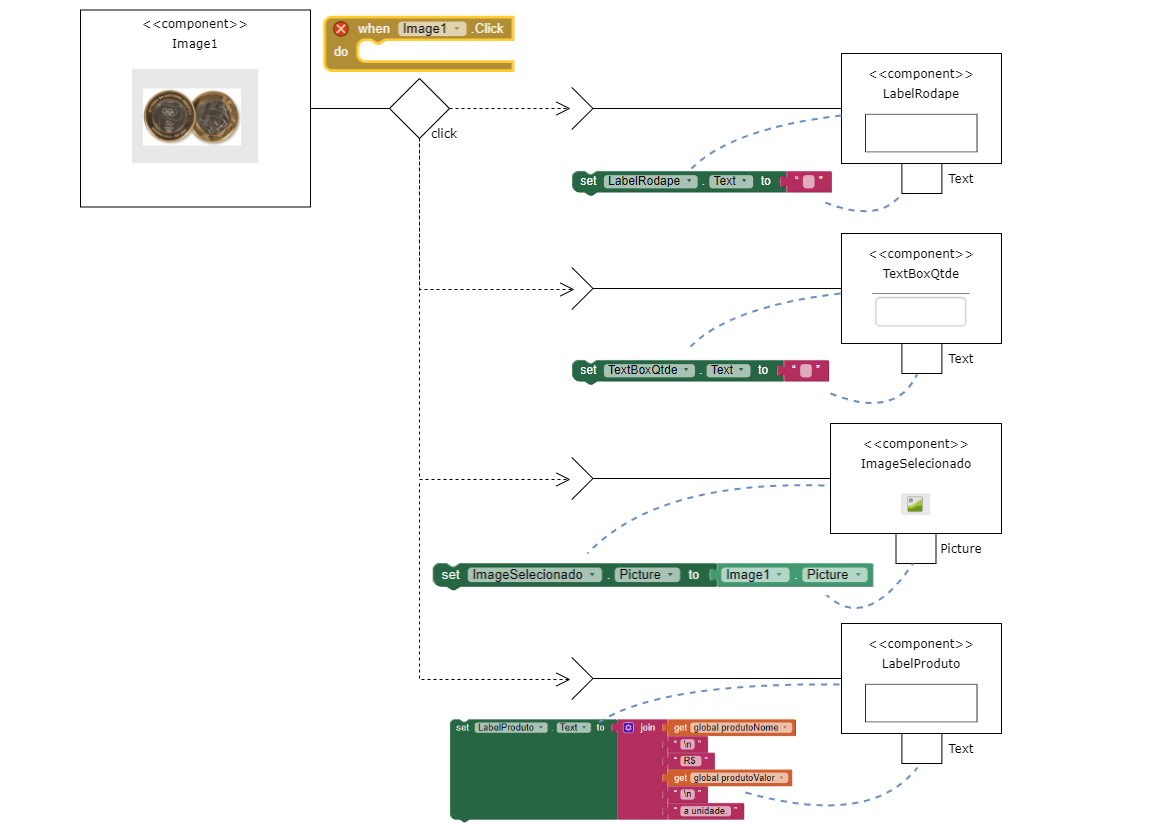 <<component>>
Image1
when Image1 .Click
do
click
<<component>>
LabelRodape
Text
set LabelRodape . Text to " "
<<component>>
TextBoxQtde
Text
set TextBoxQtde . Text to " "
<<component>>
ImageSelecionado
Picture
set ImageSelecionado . Picture to Image1 . Picture
<<component>>
LabelProduto
Text
set LabelProduto . Text to join get global produtoNome
" \n "
" R$ "
get global produtoValor
" \n "
" a unidade. "